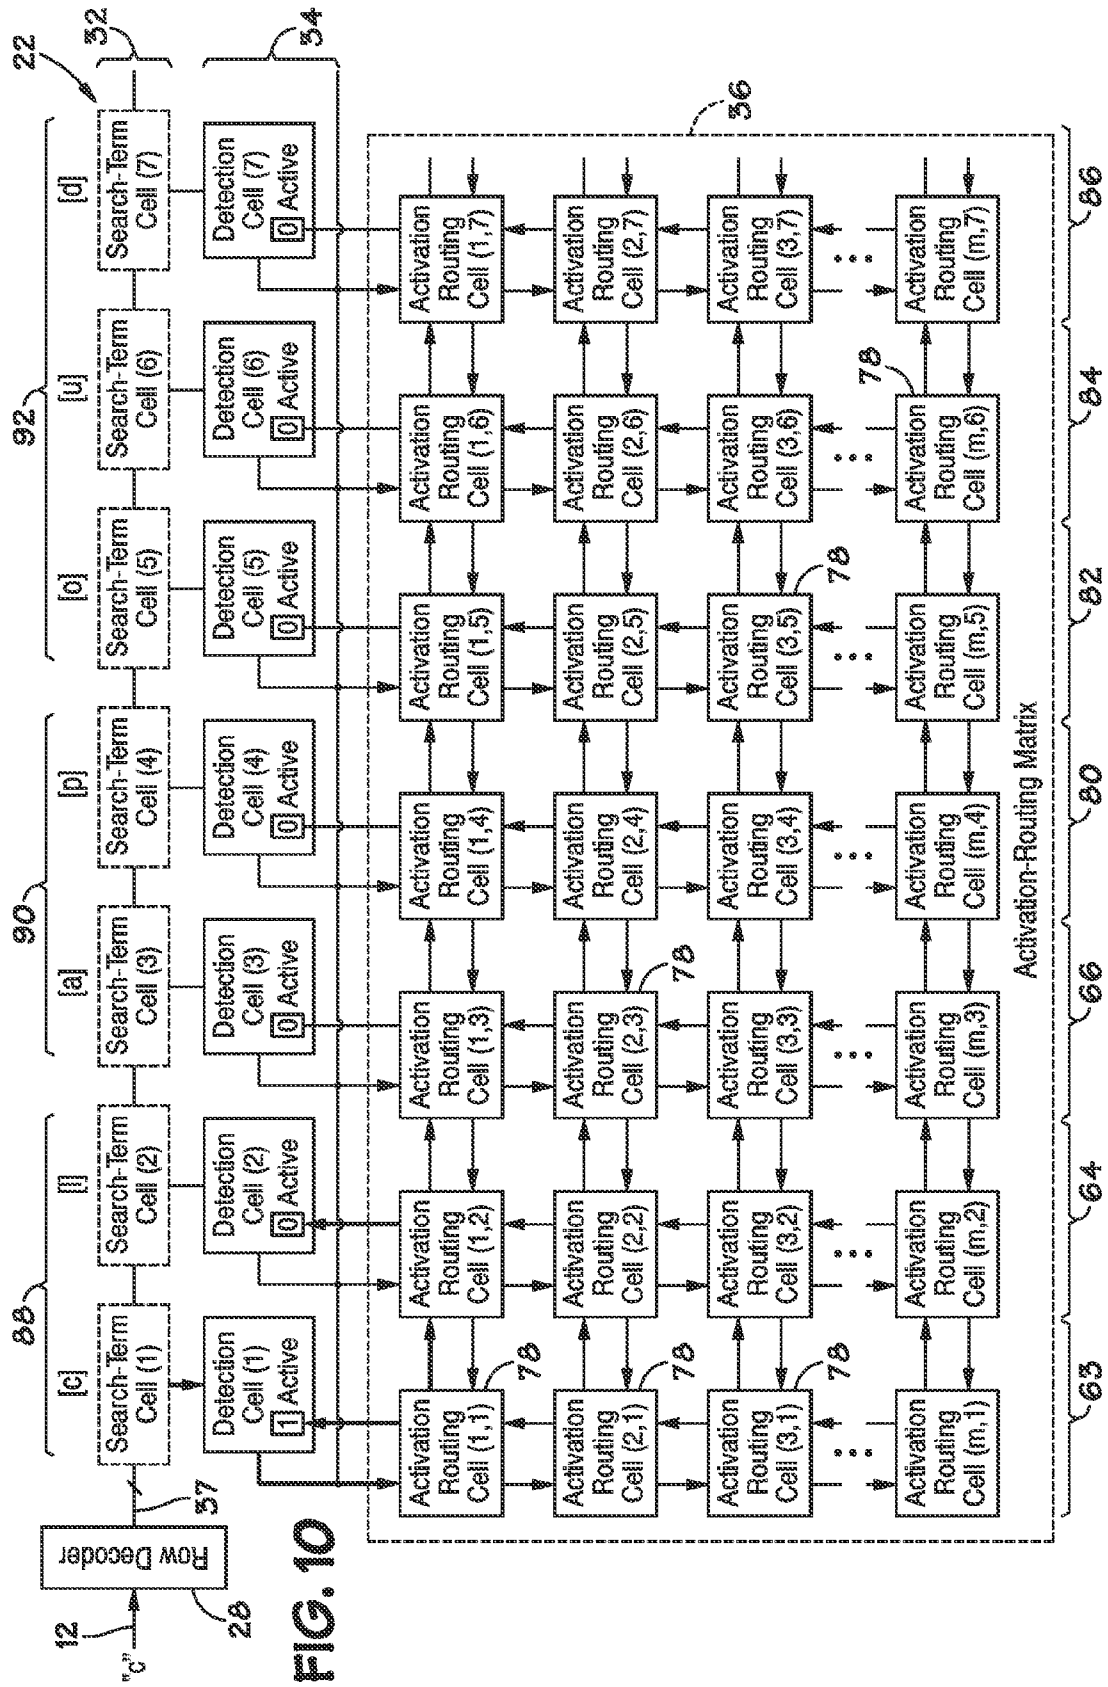 22
92
90
88
[c]
[l]
[a]
[p]
[o]
[u]
[d]
32
34
"c"
12
Row Decoder
28
37
Search-Term
Cell (1)
Search-Term
Cell (2)
Search-Term
Cell (3)
Search-Term
Cell (4)
Search-Term
Cell (5)
Search-Term
Cell (6)
Search-Term
Cell (7)
Detection
Cell (1)
1 Active
Detection
Cell (2)
0 Active
Detection
Cell (3)
0 Active
Detection
Cell (4)
0 Active
Detection
Cell (5)
0 Active
Detection
Cell (6)
0 Active
Detection
Cell (7)
0 Active
FIG. 10
36
Activation
Routing
Cell (1,1)
78
Activation
Routing
Cell (1,2)
Activation
Routing
Cell (1,3)
Activation
Routing
Cell (1,4)
Activation
Routing
Cell (1,5)
Activation
Routing
Cell (1,6)
Activation
Routing
Cell (1,7)
Activation
Routing
Cell (2,1)
78
Activation
Routing
Cell (2,2)
Activation
Routing
Cell (2,3)
78
Activation
Routing
Cell (2,4)
Activation
Routing
Cell (2,5)
Activation
Routing
Cell (2,6)
Activation
Routing
Cell (2,7)
Activation
Routing
Cell (3,1)
78
Activation
Routing
Cell (3,2)
Activation
Routing
Cell (3,3)
Activation
Routing
Cell (3,4)
Activation
Routing
Cell (3,5)
78
Activation
Routing
Cell (3,6)
Activation
Routing
Cell (3,7)
Activation
Routing
Cell (m,1)
Activation
Routing
Cell (m,2)
Activation
Routing
Cell (m,3)
Activation
Routing
Cell (m,4)
Activation
Routing
Cell (m,5)
Activation
Routing
Cell (m,6)
78
Activation
Routing
Cell (m,7)
Activation-Routing Matrix
63
64
66
80
82
84
86